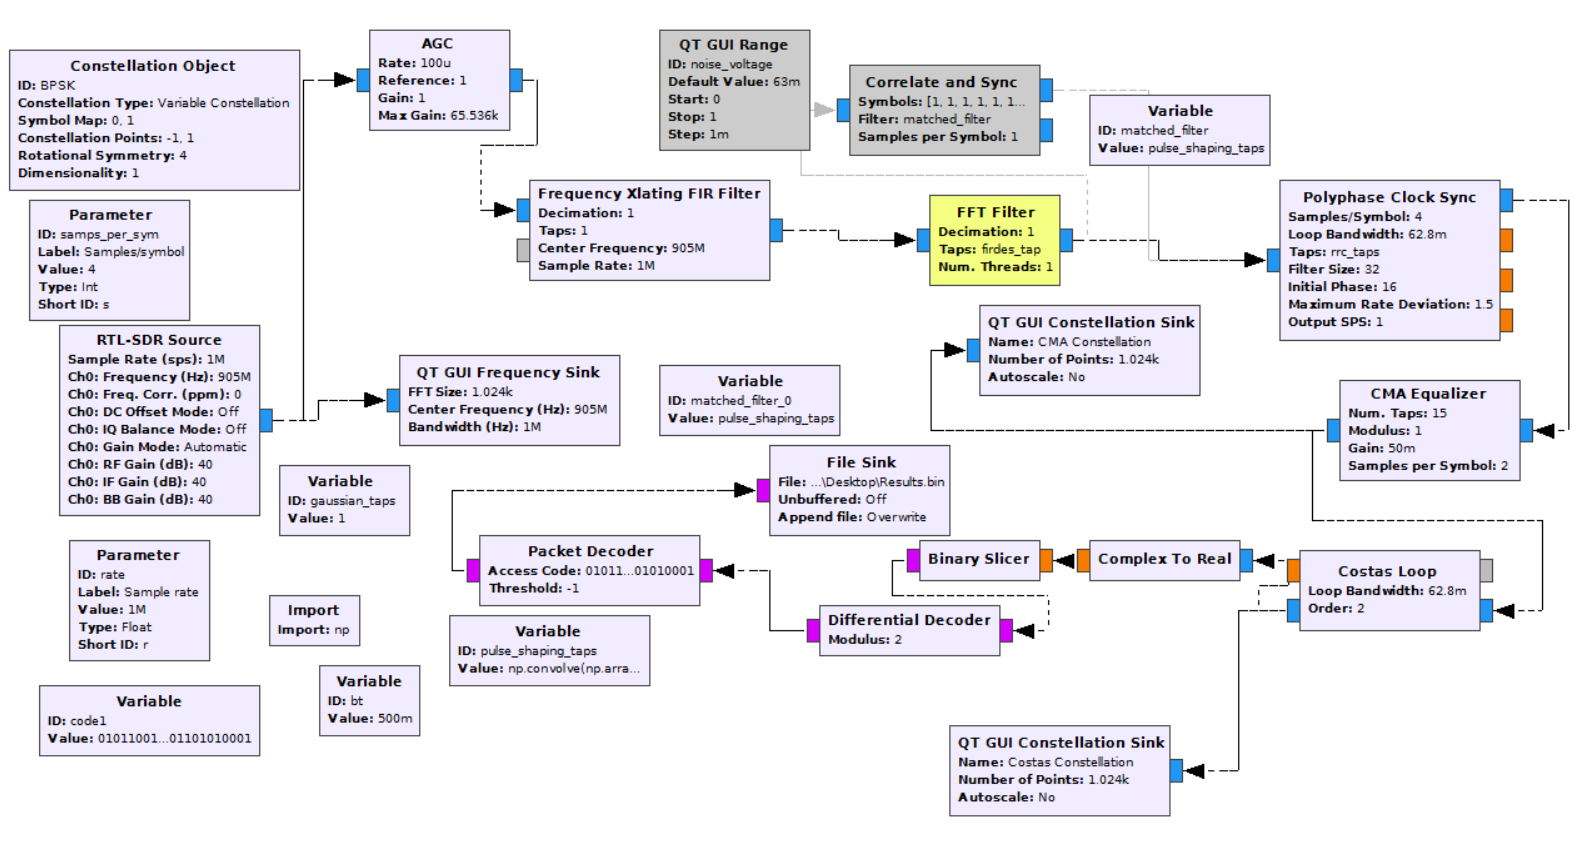 Constellation Object
ID: BPSK
Constellation Type: Variable Constellation
Symbol Map: 0, 1
Constellation Points: -1, 1
Rotational Symmetry: 4
Dimensionality: 1
AGC
Rate: 100u
Reference: 1
Gain: 1
Max Gain: 65.536k
QT GUI Range
ID: noise_voltage
Default Value: 63m
Start: 0
Stop: 1
Step: 1m
Correlate and Sync
Symbols: [1, 1, 1, 1, 1, 1...
Filter: matched_filter
Samples per Symbol: 1
Variable
ID: matched_filter
Value: pulse_shaping_taps
Parameter
ID: samps_per_sym
Label: Samples/symbol
Value: 4
Type: Int
Short ID: s
Frequency Xlating FIR Filter
Decimation: 1
Taps: 1
Center Frequency: 905M
Sample Rate: 1M
FFT Filter
Decimation: 1
Taps: firdes_tap
Num. Threads: 1
Polyphase Clock Sync
Samples/Symbol: 4
Loop Bandwidth: 62.8m
Taps: rrc_taps
Filter Size: 32
Initial Phase: 16
Maximum Rate Deviation: 1.5
Output SPS: 1
RTL-SDR Source
Sample Rate (sps): 1M
Ch0: Frequency (Hz): 905M
Ch0: Freq. Corr. (ppm): 0
Ch0: DC Offset Mode: Off
Ch0: IQ Balance Mode: Off
Ch0: Gain Mode: Automatic
Ch0: RF Gain (dB): 40
Ch0: IF Gain (dB): 40
Ch0: BB Gain (dB): 40
QT GUI Frequency Sink
FFT Size: 1.024k
Center Frequency (Hz): 905M
Bandwidth (Hz): 1M
Variable
ID: matched_filter_0
Value: pulse_shaping_taps
QT GUI Constellation Sink
Name: CMA Constellation
Number of Points: 1.024k
Autoscale: No
CMA Equalizer
Num. Taps: 15
Modulus: 1
Gain: 50m
Samples per Symbol: 2
Variable
ID: gaussian_taps
Value: 1
File Sink
File: ...\Desktop\Results.bin
Unbuffered: Off
Append file: Overwrite
Parameter
ID: rate
Label: Sample rate
Value: 1M
Type: Float
Short ID: r
Import
Import: np
Packet Decoder
Access Code: 01011...01010001
Threshold: -1
Binary Slicer
Complex To Real
Costas Loop
Loop Bandwidth: 62.8m
Order: 2
Differential Decoder
Modulus: 2
Variable
ID: pulse_shaping_taps
Value: np.convolve(np.arra...
Variable
ID: code1
Value: 01011001...01101010001
Variable
ID: bt
Value: 500m
QT GUI Constellation Sink
Name: Costas Constellation
Number of Points: 1.024k
Autoscale: No